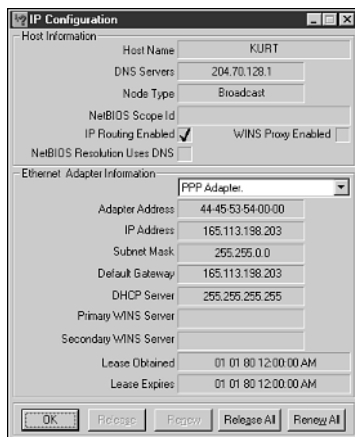 IP Configuration
Host Information
Host Name KURT
DNS Servers 204.70.128.1
Node Type Broadcast
NetBIOS Scope Id
IP Routing Enabled WINS Proxy Enabled
NetBIOS Resolution Uses DNS
Ethernet Adapter Information
PPP Adapter.
Adapter Address 44-45-53-54-00-00
IP Address 165.113.198.203
Subnet Mask 255.255.0.0
Default Gateway 165.113.198.203
DHCP Server 255.255.255.255
Primary WINS Server
Secondary WINS Server
Lease Obtained 01 01 80 12:00:00 AM
Lease Expires 01 01 80 12:00:00 AM
OK Release Renew Release All Renew All